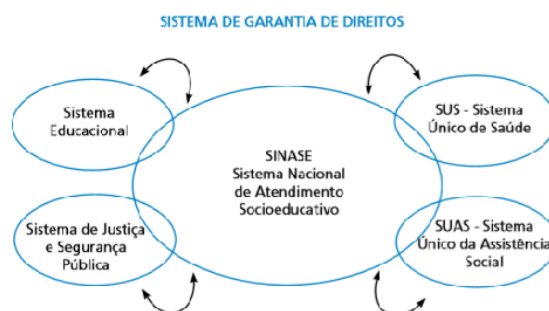 SISTEMA DE GARANTIA DE DIREITOS
Sistema
Educacional
SUS - Sistema
Único de Saúde
SINASE
Sistema Nacional
de Atendimento
Socioeducativo
Sistema de Justiça
e Segurança
Pública
SUAS - Sistema
Único da Assistência
Social